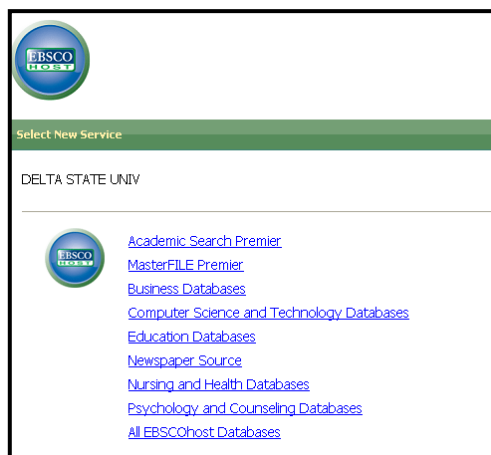 EBSCO
HOST
Select New Service
DELTA STATE UNIV
EBSCO
HOST
Academic Search Premier
MasterFILE Premier
Business Databases
Computer Science and Technology Databases
Education Databases
Newspaper Source
Nursing and Health Databases
Psychology and Counseling Databases
All EBSCOhost Databases